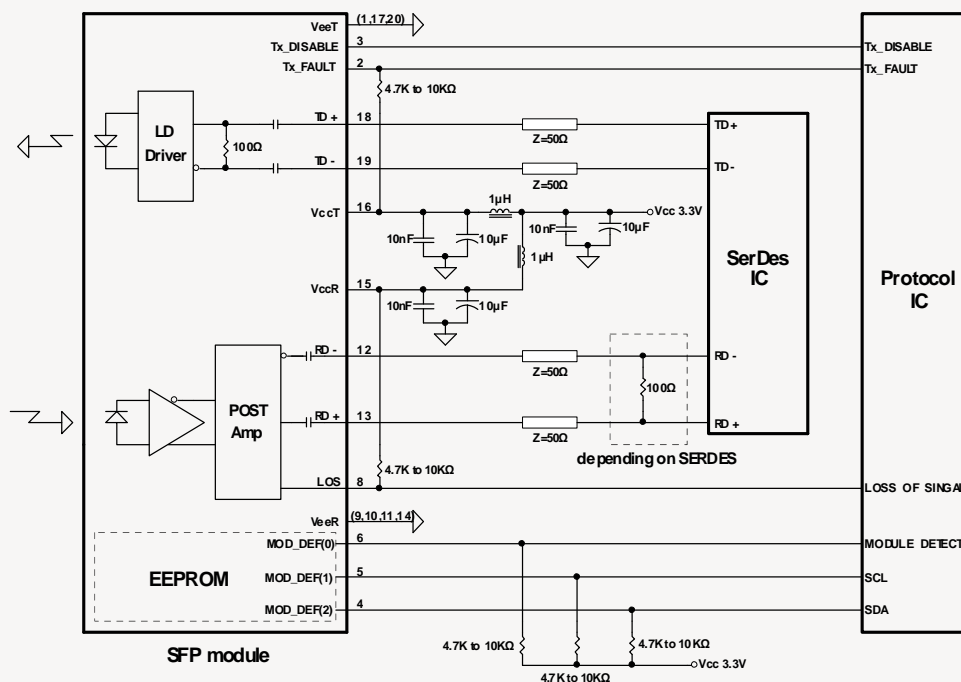 VeeT (1,17,20)
Tx_DISABLE 3 Tx_DISABLE
Tx_FAULT 2 Tx_FAULT
4.7K to 10KΩ
LD
Driver
100Ω
TD+ 18 TD+
Z=50Ω
TD- 19 TD-
Z=50Ω
1μH
VccT 16 Vcc 3.3V
10nF 10μF 10nF 10μF
1μH
SerDes
IC
Protocol
IC
VccR 15
10nF 10μF
RD- 12 RD-
Z=50Ω
100Ω
POST
Amp
RD+ 13 RD+
Z=50Ω
depending on SERDES
4.7K to 10KΩ
LOS 8 LOSS OF SINGAL
VeeR (9,10,11,14)
MOD_DEF(0) 6 MODULE DETECT
EEPROM
MOD_DEF(1) 5 SCL
MOD_DEF(2) 4 SDA
4.7K to 10KΩ 4.7K to 10KΩ
SFP module
Vcc 3.3V
4.7K to 10KΩ